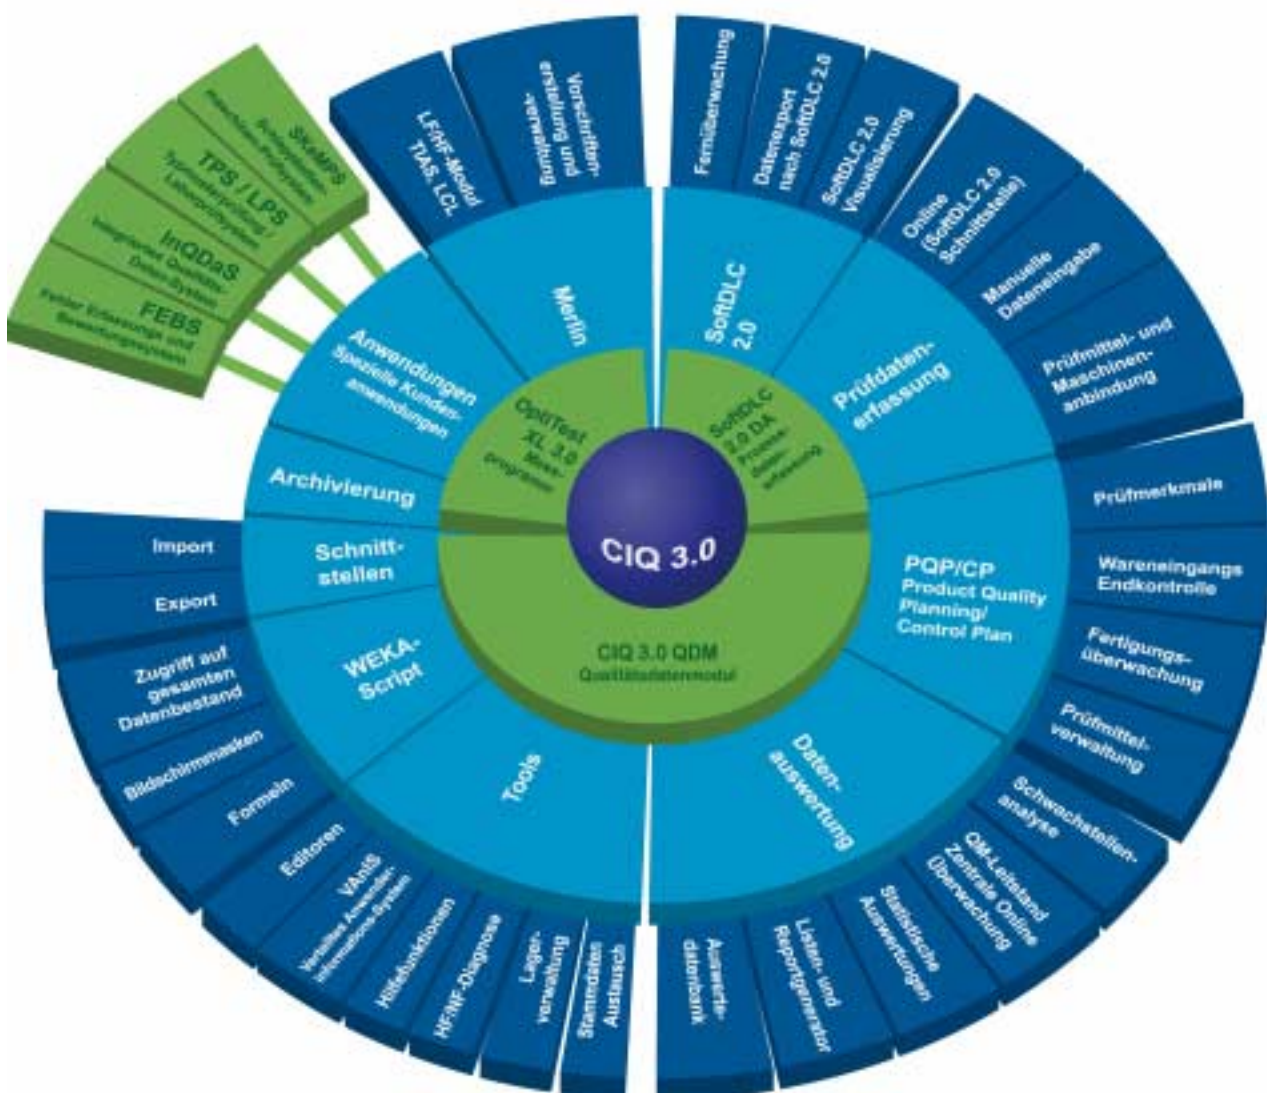 CIQ 3.0
OptiTest
XL 3.0
Mess-
programm
SoftDLC
2.0 DA
Prozess-
daten-
erfassung
CIQ 3.0 QDM
Qualitätsdatenmodul
Merlin
SoftDLC
2.0
Prüfdaten-
erfassung
PQP/CP
Product Quality
Planning/
Control Plan
Daten-
auswertung
Tools
WEKA-
Script
Schnitt-
stellen
Archivierung
Anwendungen
Spezielle Kunden-
anwendungen
LF/HF-Modul
TIAS, LCL
Vorschriften-
und
verwaltung
Fernüberwachung
Datenexport
nach SoftDLC 2.0
SoftDLC 2.0
Visualisierung
Online
(SoftDLC 2.0
Schnittstelle)
Manuelle
Dateneingabe
Prüfmittel- und
Maschinen-
anbindung
Prüfmerkmale
Wareneingangs
Endkontrolle
Fertigungs-
überwachung
Prüfmittel-
verwaltung
Schwachstellen-
analyse
QM-Leitstand
Zentrale Online
Überwachung
Statistische
Auswertungen
Listen- und
Reportgenerator
Auswerte-
datenbank
Stammdaten
Austausch
Lager-
verwaltung
HF/NF-Diagnose
Hilfefunktionen
VAnIS
Verteiltes Anwender-
Informations-System
Editoren
Formeln
Bildschirmmasken
Zugriff auf
gesamten
Datenbestand
Export
Import
FEBS
Fehler Erfassungs und
Bewertungssystem
InQDaS
Integriertes Qualitäts-
Daten-System
TPS / LPS
Typmusterprüfung/
Laborprüfsystem
SKeMPS